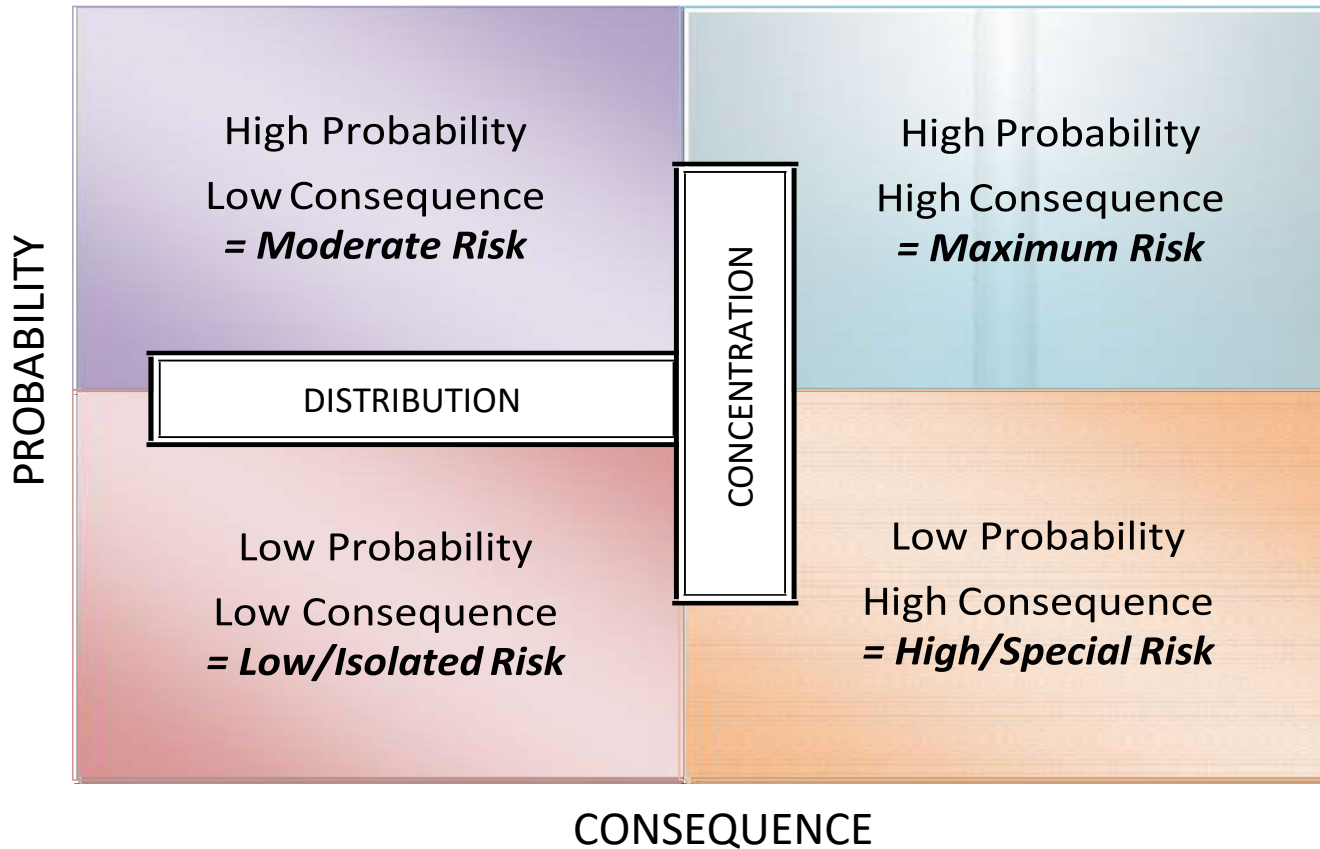 PROBABILITY
High Probability
Low Consequence
= Moderate Risk
High Probability
High Consequence
= Maximum Risk
DISTRIBUTION
CONCENTRATION
Low Probability
Low Consequence
= Low/Isolated Risk
Low Probability
High Consequence
= High/Special Risk
CONSEQUENCE